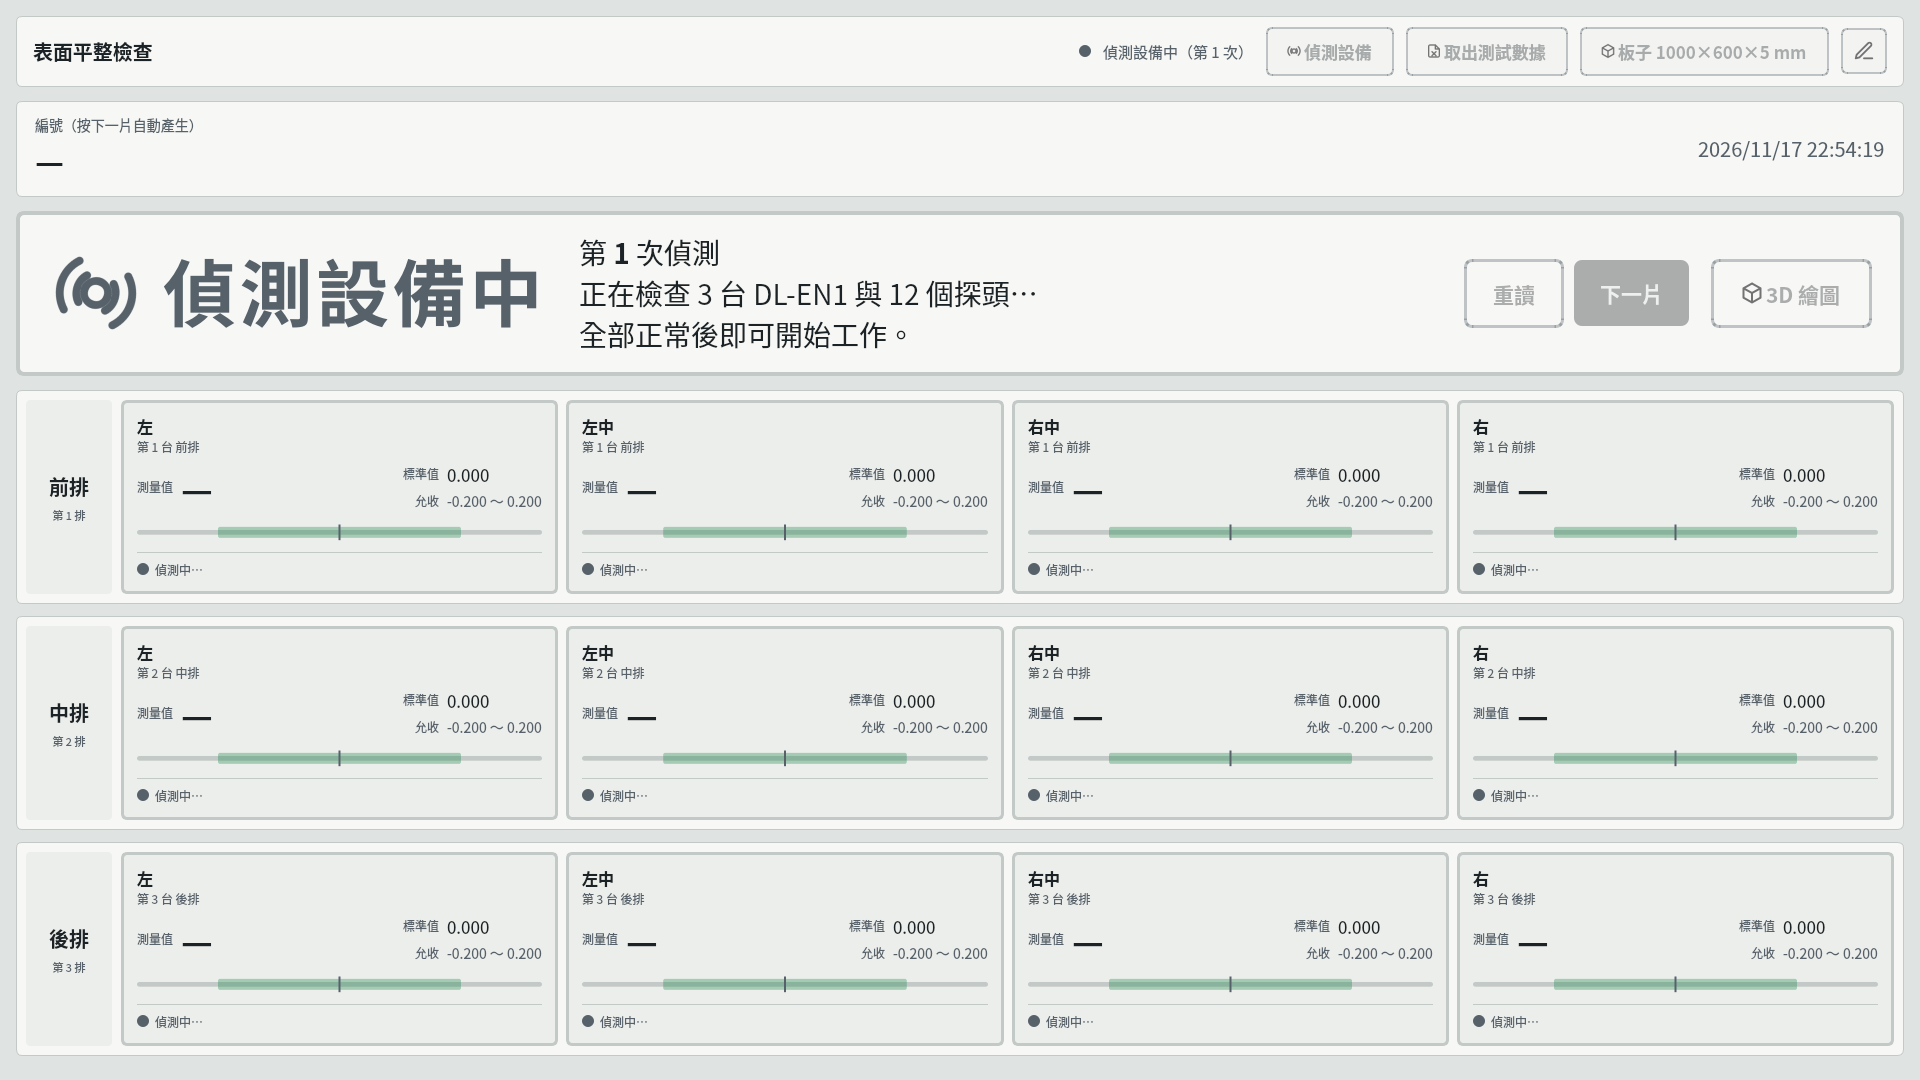 表面平整檢查
偵測設備中（第 1 次）
偵測設備
取出測試數據
板子 1000×600×5 mm
編號（按下一片自動產生）
—
2026/11/17 22:54:19
偵測設備中
第 1 次偵測
正在檢查 3 台 DL-EN1 與 12 個探頭…
全部正常後即可開始工作。
重讀
下一片
3D 繪圖
前排
第 1 排
左
第 1 台 前排
測量值 —
標準值 0.000
允收 -0.200 ～ 0.200
偵測中…
左中
第 1 台 前排
測量值 —
標準值 0.000
允收 -0.200 ～ 0.200
偵測中…
右中
第 1 台 前排
測量值 —
標準值 0.000
允收 -0.200 ～ 0.200
偵測中…
右
第 1 台 前排
測量值 —
標準值 0.000
允收 -0.200 ～ 0.200
偵測中…
中排
第 2 排
左
第 2 台 中排
測量值 —
標準值 0.000
允收 -0.200 ～ 0.200
偵測中…
左中
第 2 台 中排
測量值 —
標準值 0.000
允收 -0.200 ～ 0.200
偵測中…
右中
第 2 台 中排
測量值 —
標準值 0.000
允收 -0.200 ～ 0.200
偵測中…
右
第 2 台 中排
測量值 —
標準值 0.000
允收 -0.200 ～ 0.200
偵測中…
後排
第 3 排
左
第 3 台 後排
測量值 —
標準值 0.000
允收 -0.200 ～ 0.200
偵測中…
左中
第 3 台 後排
測量值 —
標準值 0.000
允收 -0.200 ～ 0.200
偵測中…
右中
第 3 台 後排
測量值 —
標準值 0.000
允收 -0.200 ～ 0.200
偵測中…
右
第 3 台 後排
測量值 —
標準值 0.000
允收 -0.200 ～ 0.200
偵測中…